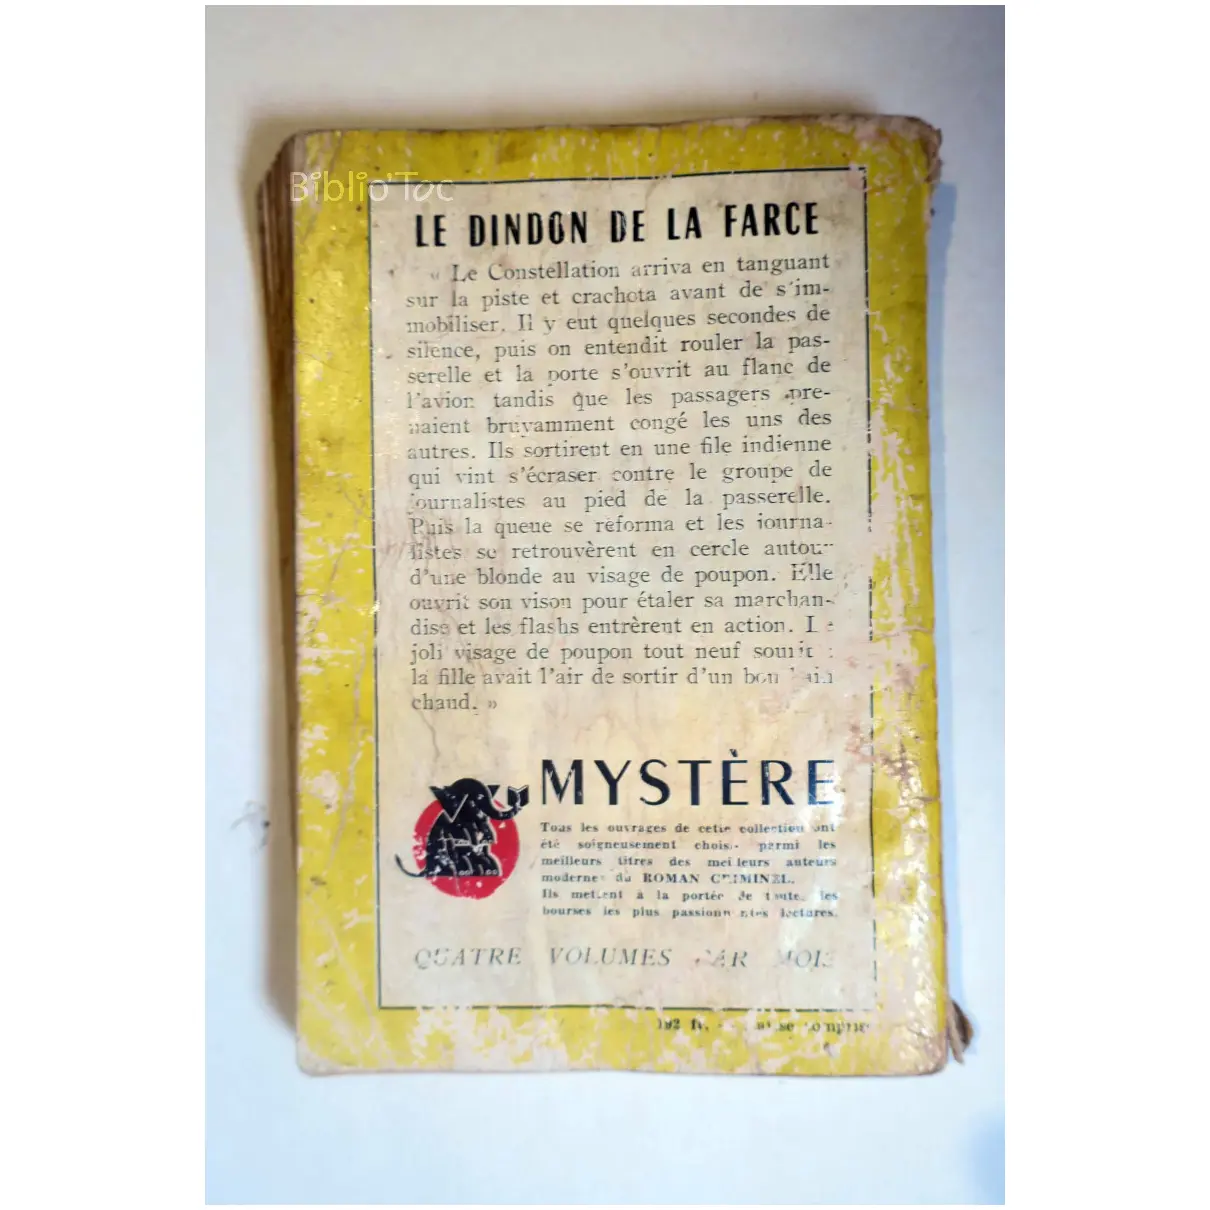 Biblio'Toc
LE DINDON DE LA FARCE
« Le Constellation arriva en tanguant
sur la piste et crachota avant de s'im-
mobiliser. Il y eut quelques secondes de
silence, puis on entendit rouler la pas-
serelle et la porte s'ouvrit au flanc de
l'avion tandis que les passagers pre-
naient bruyamment congé les uns des
autres. Ils sortirent en une file indienne
qui vint s'écraser contre le groupe de
journalistes au pied de la passerelle.
Puis la queue se réforma et les journa-
listes se retrouvèrent en cercle autour
d'une blonde au visage de poupon. Elle
ouvrit son vison pour étaler sa marchan-
dise et les flashs entrèrent en action. Le
joli visage de poupon tout neuf sourit :
la fille avait l'air de sortir d'un bon bain
chaud. »
MYSTÈRE
Tous les ouvrages de cette collection ont
été soigneusement choisis parmi les
meilleurs titres des meilleurs auteurs
modernes du ROMAN CRIMINEL.
Ils mettent à la portée de toutes les
bourses les plus passionnantes lectures.
QUATRE VOLUMES PAR MOIS
192 fr. - comprise